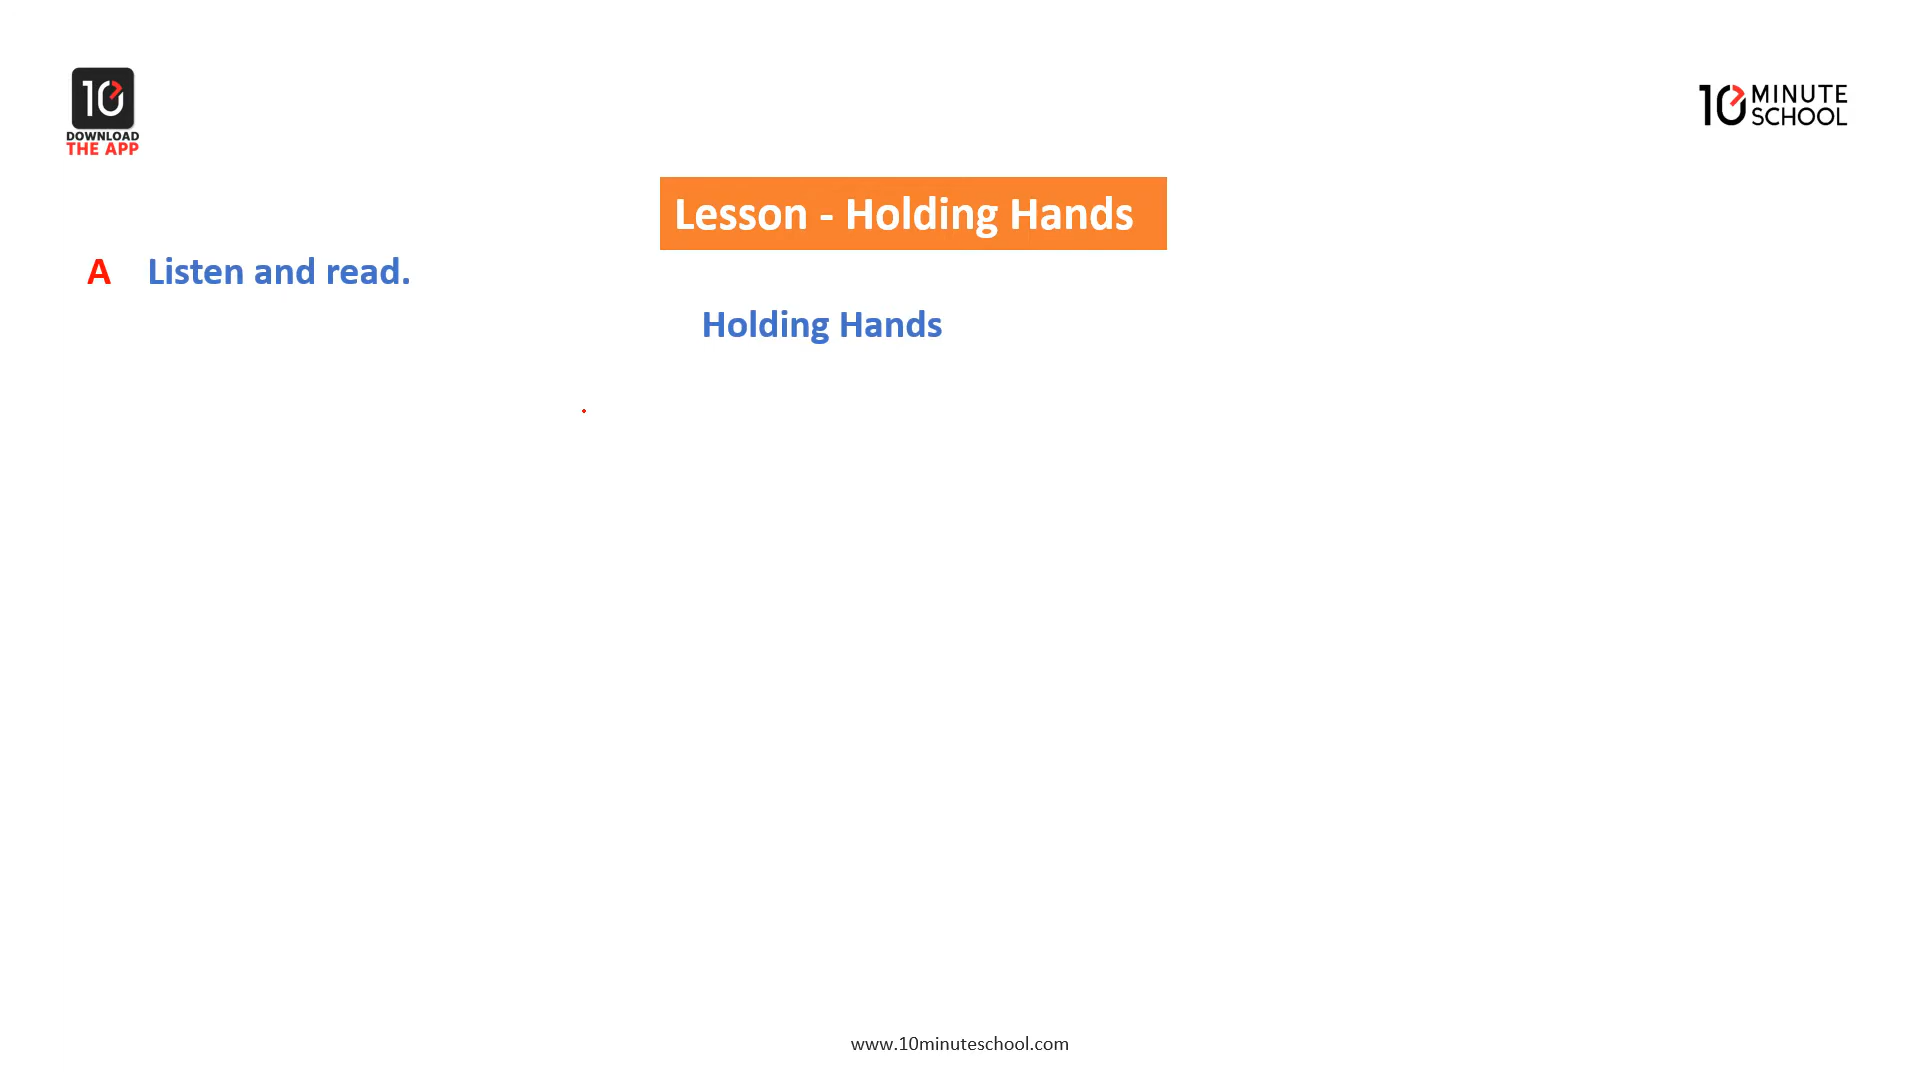 10
DOWNLOAD
THE APP
10 MINUTE
SCHOOL
Lesson - Holding Hands
A Listen and read.
Holding Hands
www.10minuteschool.com